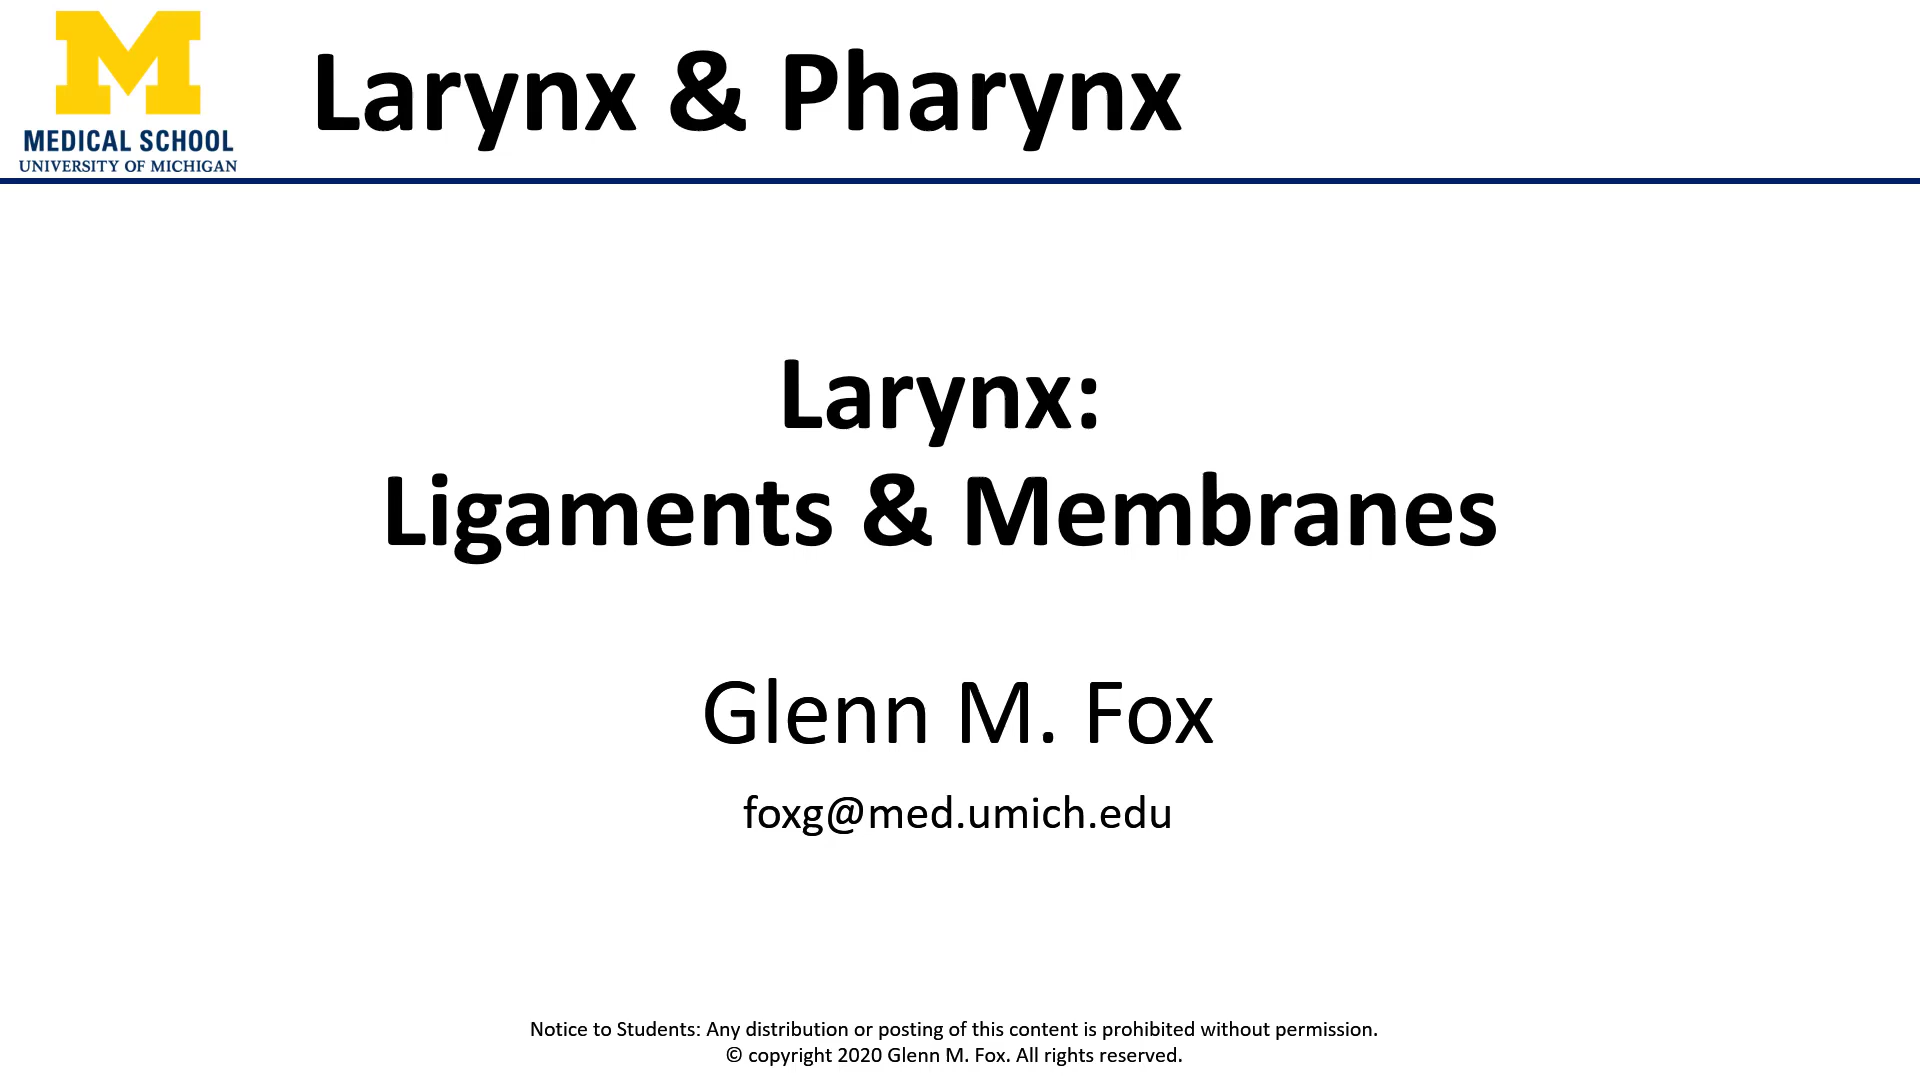 MEDICAL SCHOOL
UNIVERSITY OF MICHIGAN
Larynx & Pharynx
Larynx:
Ligaments & Membranes
Glenn M. Fox
foxg@med.umich.edu
Notice to Students: Any distribution or posting of this content is prohibited without permission.
© copyright 2020 Glenn M. Fox. All rights reserved.